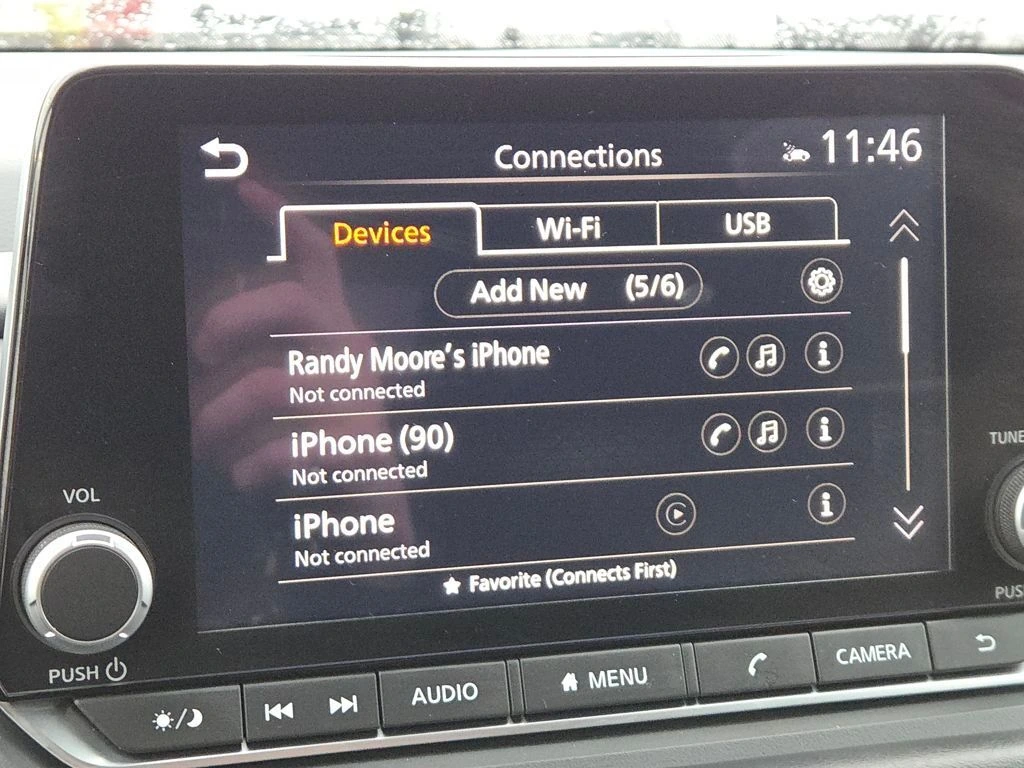 Connections
11:46
Devices
Wi-Fi
USB
Add New (5/6)
Randy Moore's iPhone
Not connected
iPhone (90)
Not connected
iPhone
Not connected
Favorite (Connects First)
VOL
PUSH
TUNE
AUDIO
MENU
CAMERA